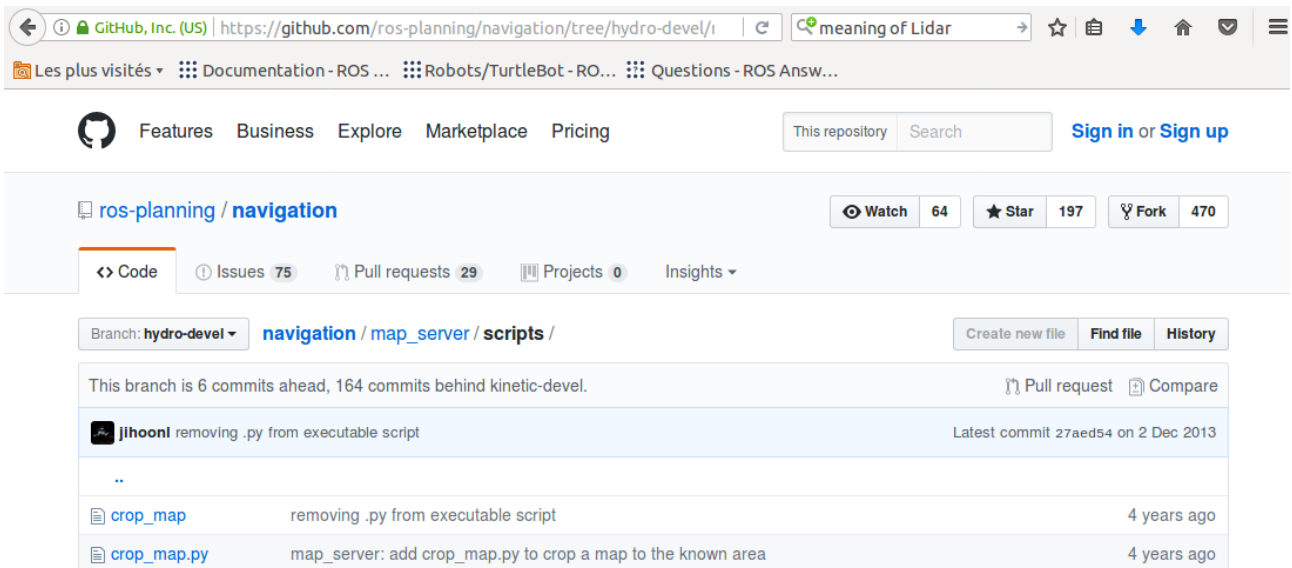 GitHub, Inc. (US) https://github.com/ros-planning/navigation/tree/hydro-devel/ meaning of Lidar
Les plus visités Documentation - ROS ... Robots/TurtleBot - RO... Questions - ROS Answ...
Features Business Explore Marketplace Pricing This repository Search Sign in or Sign up
ros-planning / navigation Watch 64 Star 197 Fork 470
<> Code Issues 75 Pull requests 29 Projects 0 Insights
Branch: hydro-devel navigation / map_server / scripts / Create new file Find file History
This branch is 6 commits ahead, 164 commits behind kinetic-devel. Pull request Compare
jihoonl removing .py from executable script Latest commit 27aed54 on 2 Dec 2013
..
crop_map removing .py from executable script 4 years ago
crop_map.py map_server: add crop_map.py to crop a map to the known area 4 years ago